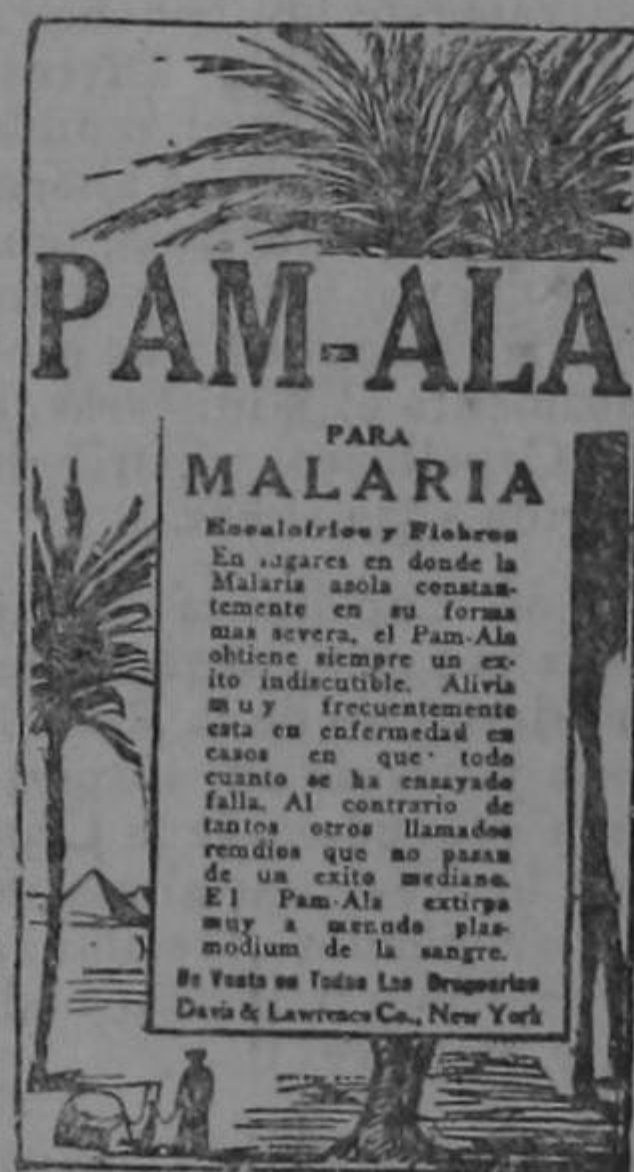 PAM-ALA
PARA
MALARIA
Escalofrios y Fiebres
En lugares en donde la
Malaria asola constan-
temente en su forma
mas severa, el Pam-Ala
obtiene siempre un ex-
ito indiscutible. Alivia
muy frecuentemente
esta en enfermedad en
casos en que todo
cuanto se ha ensayado
falla. Al contrario de
tantos otros llamados
remdios que no pasan
de un exito mediano.
El Pam-Ala extirpa
muy a menudo plas-
modium de la sangre.
De Venta en Todas Las Droguerias
Davis & Lawrence Co., New York